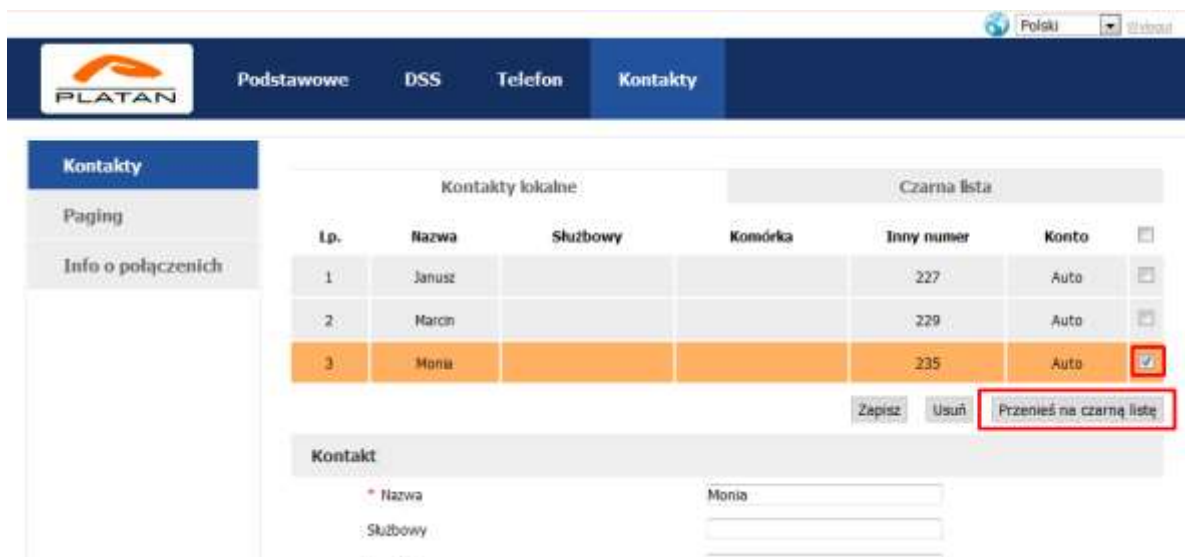 Polski Wyloguj
PLATAN
Podstawowe DSS Telefon Kontakty
Kontakty
Paging
Info o połączenich
Kontakty lokalne Czarna lista
Lp. Nazwa Służbowy Komórka Inny numer Konto
1 Janusz 227 Auto
2 Marcin 229 Auto
3 Monia 235 Auto
Zapisz Usuń Przenieś na czarną listę
Kontakt
* Nazwa Monia
Służbowy